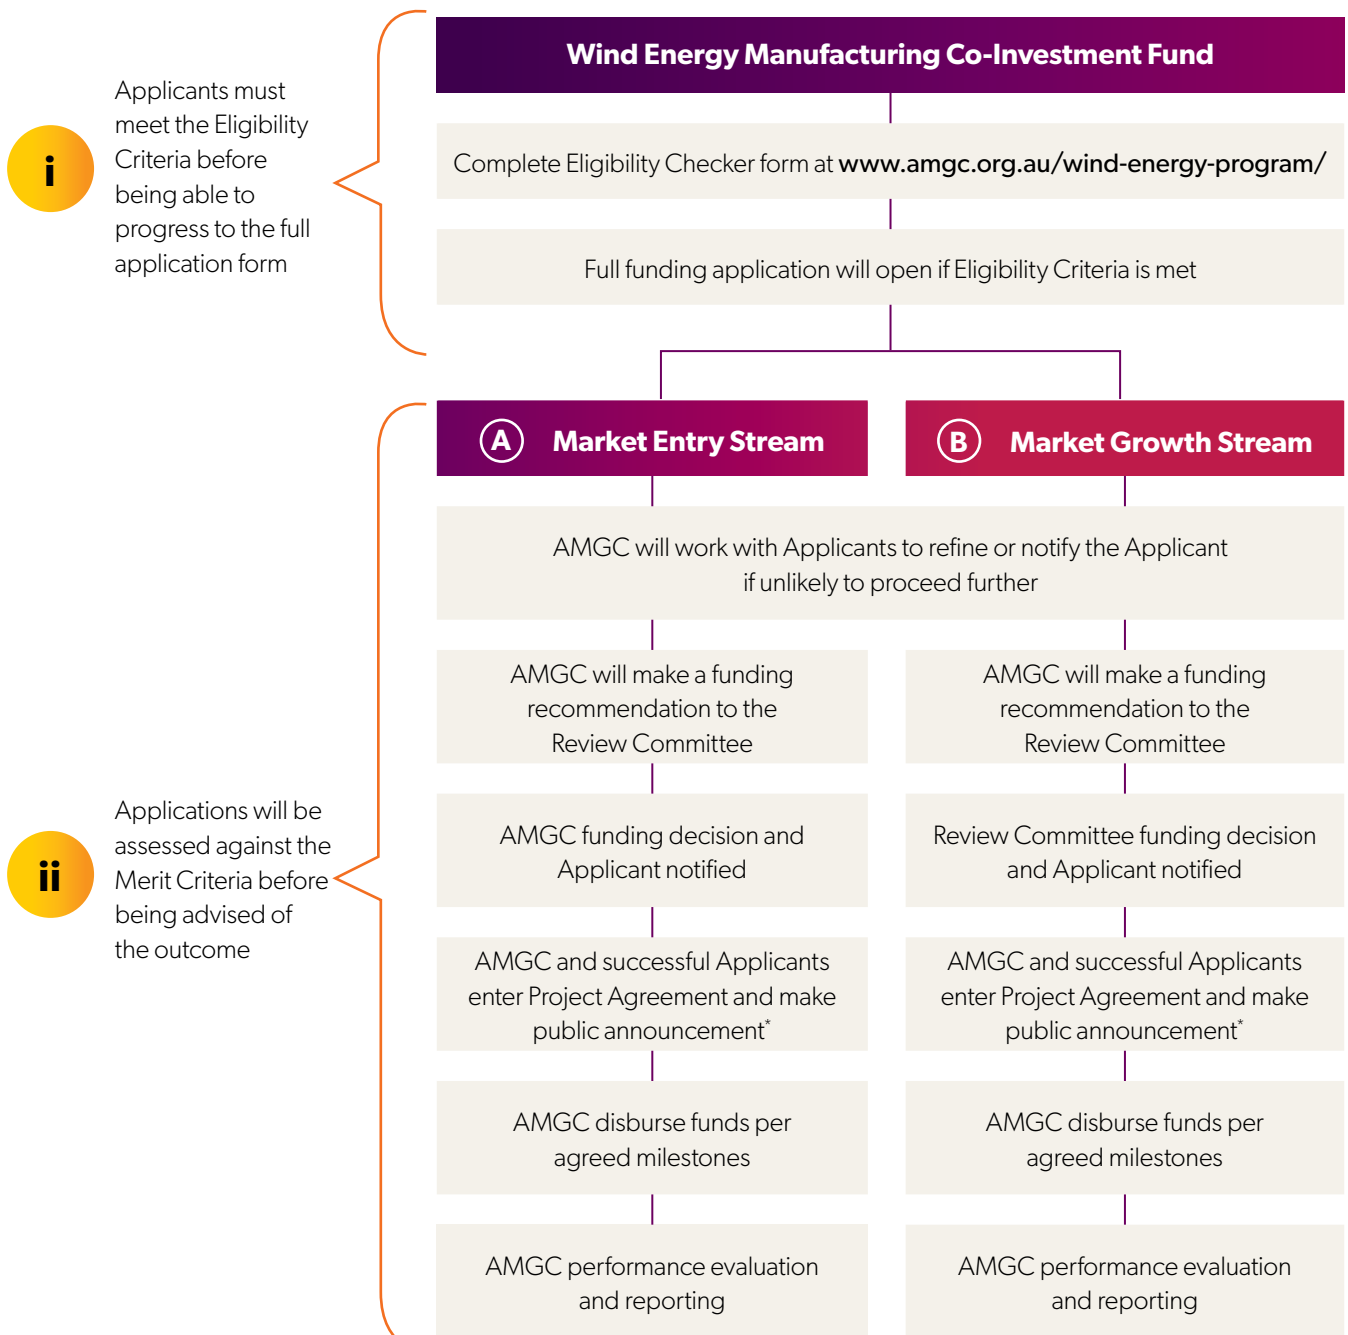 Wind Energy Manufacturing Co-Investment Fund
i
Applicants must
meet the Eligibility
Criteria before
being able to
progress to the full
application form
Complete Eligibility Checker form at www.amgc.org.au/wind-energy-program/
Full funding application will open if Eligibility Criteria is met
A Market Entry Stream
B Market Growth Stream
AMGC will work with Applicants to refine or notify the Applicant
if unlikely to proceed further
ii
Applications will be
assessed against the
Merit Criteria before
being advised of
the outcome
AMGC will make a funding
recommendation to the
Review Committee
AMGC funding decision and
Applicant notified
AMGC and successful Applicants
enter Project Agreement and make
public announcement*
AMGC disburse funds per
agreed milestones
AMGC performance evaluation
and reporting
AMGC will make a funding
recommendation to the
Review Committee
Review Committee funding decision
and Applicant notified
AMGC and successful Applicants
enter Project Agreement and make
public announcement*
AMGC disburse funds per
agreed milestones
AMGC performance evaluation
and reporting